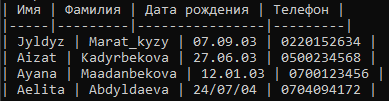 | Имя | Фамилия | Дата рождения | Телефон |
|-----|---------|---------------|---------|
| Jyldyz | Marat_kyzy | 07.09.03 | 0220152634 |
| Aizat | Kadyrbekova | 27.06.03 | 0500234568 |
| Ayana | Maadanbekova | 12.01.03 | 0700123456 |
| Aelita | Abdyldaeva | 24/07/04 | 0704094172 |